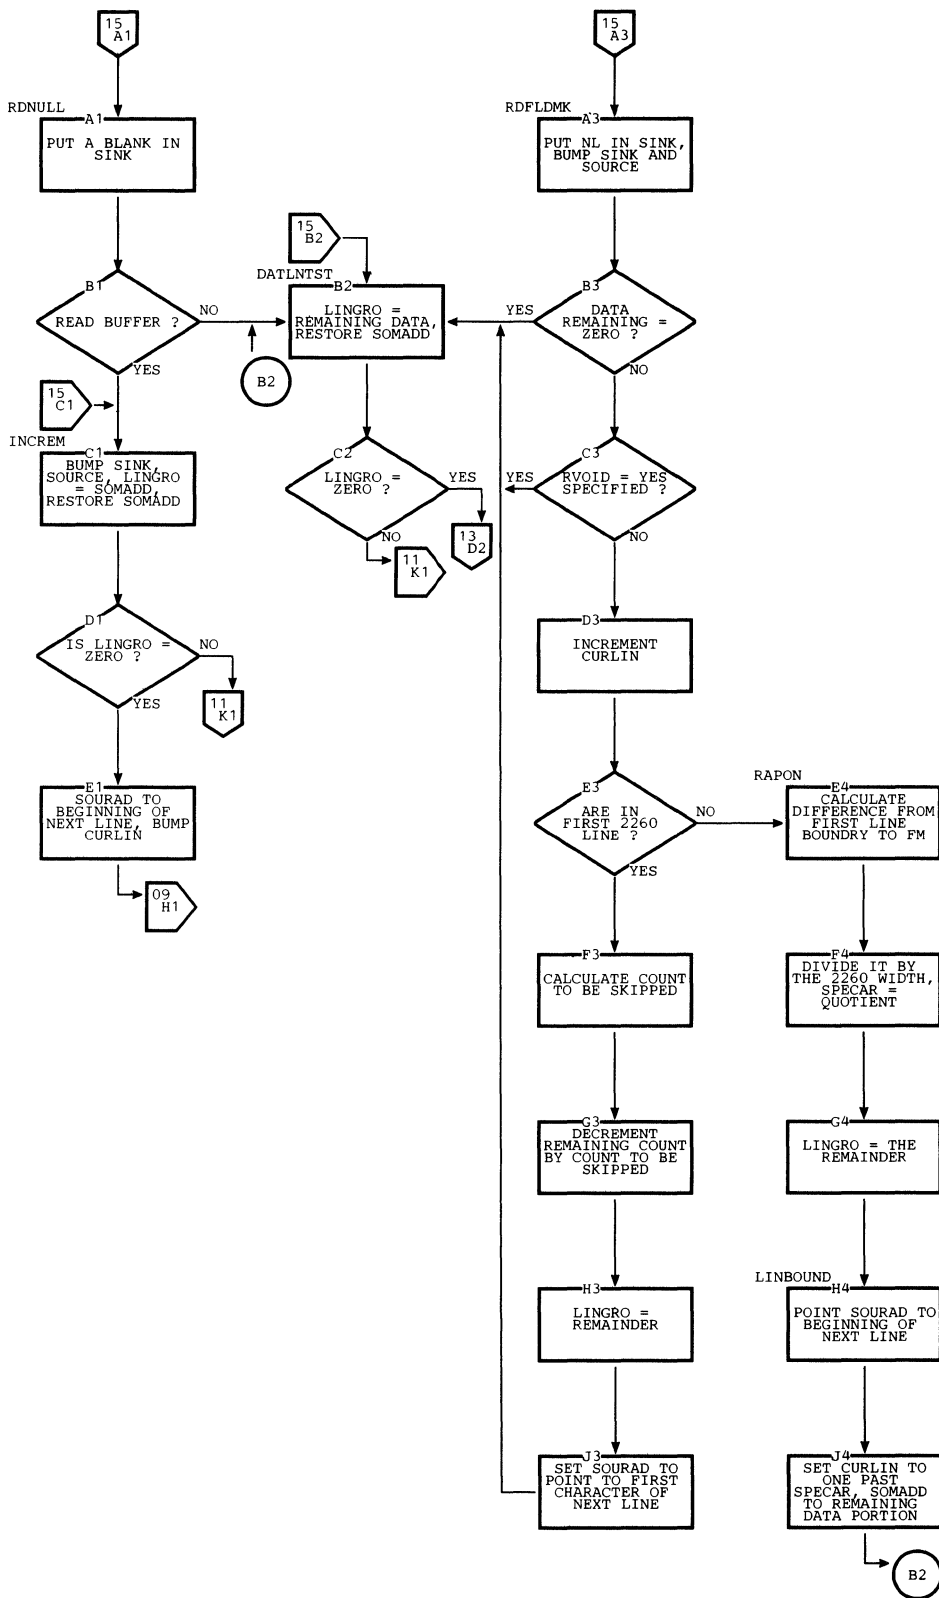 15
A1
RDNULL
A1
PUT A BLANK IN
SINK
B1
READ BUFFER ?
NO
YES
15
C1
INCREM
C1
BUMP SINK,
SOURCE, LINGRO
= SOMADD,
RESTORE SOMADD
D1
IS LINGRO =
ZERO ?
NO
11
K1
YES
E1
SOURAD TO
BEGINNING OF
NEXT LINE, BUMP
CURLIN
09
H1
15
B2
DATLNTST
B2
LINGRO =
REMAINING DATA,
RESTORE SOMADD
B2
C2
LINGRO =
ZERO ?
YES
13
D2
NO
11
K1
15
A3
RDFLDMK
A3
PUT NL IN SINK,
BUMP SINK AND
SOURCE
B3
DATA
REMAINING =
ZERO ?
YES
NO
C3
RVOID = YES
SPECIFIED ?
YES
NO
D3
INCREMENT
CURLIN
E3
ARE IN
FIRST 2260
LINE ?
NO
YES
F3
CALCULATE COUNT
TO BE SKIPPED
G3
DECREMENT
REMAINING COUNT
BY COUNT TO BE
SKIPPED
H3
LINGRO =
REMAINDER
J3
SET SOURAD TO
POINT TO FIRST
CHARACTER OF
NEXT LINE
RAPON
E4
CALCULATE
DIFFERENCE FROM
FIRST LINE
BOUNDRY TO FM
F4
DIVIDE IT BY
THE 2260 WIDTH,
SPECAR =
QUOTIENT
G4
LINGRO = THE
REMAINDER
LINBOUND
H4
POINT SOURAD TO
BEGINNING OF
NEXT LINE
J4
SET CURLIN TO
ONE PAST
SPECAR, SOMADD
TO REMAINING
DATA PORTION
B2